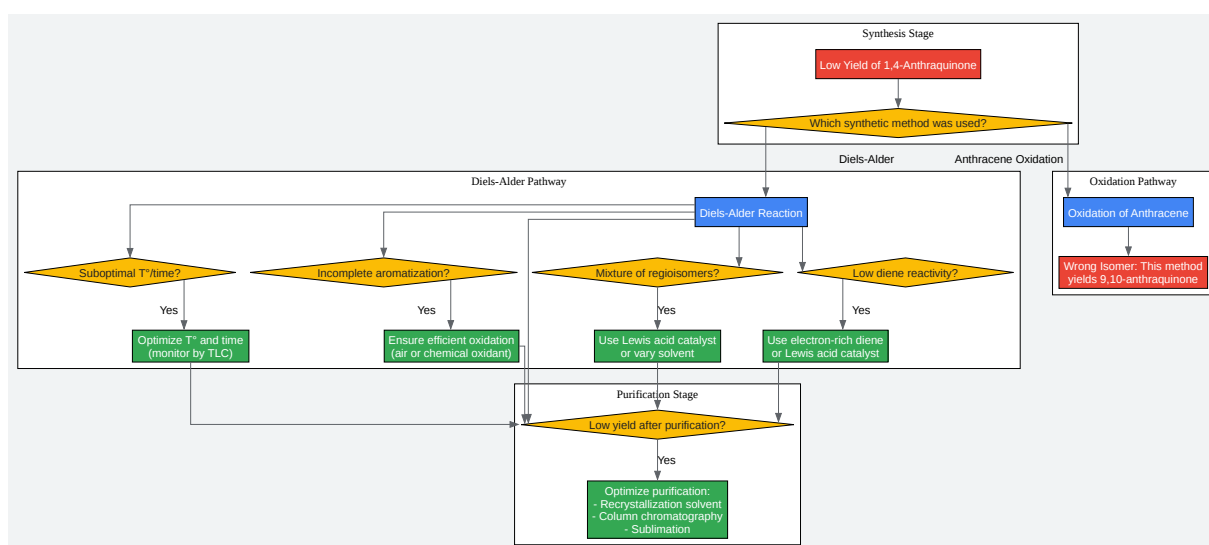 Synthesis Stage
Low Yield of 1,4-Anthraquinone
Which synthetic method was used?
Diels-Alder
Anthracene Oxidation
Diels-Alder Pathway
Oxidation Pathway
Diels-Alder Reaction
Oxidation of Anthracene
Suboptimal T°/time?
Incomplete aromatization?
Mixture of regioisomers?
Low diene reactivity?
Wrong Isomer: This method
yields 9,10-anthraquinone
Yes
Yes
Yes
Yes
Optimize T° and time
(monitor by TLC)
Ensure efficient oxidation
(air or chemical oxidant)
Use Lewis acid catalyst
or vary solvent
Use electron-rich diene
or Lewis acid catalyst
Purification Stage
Low yield after purification?
Yes
Optimize purification:
- Recrystallization solvent
- Column chromatography
- Sublimation